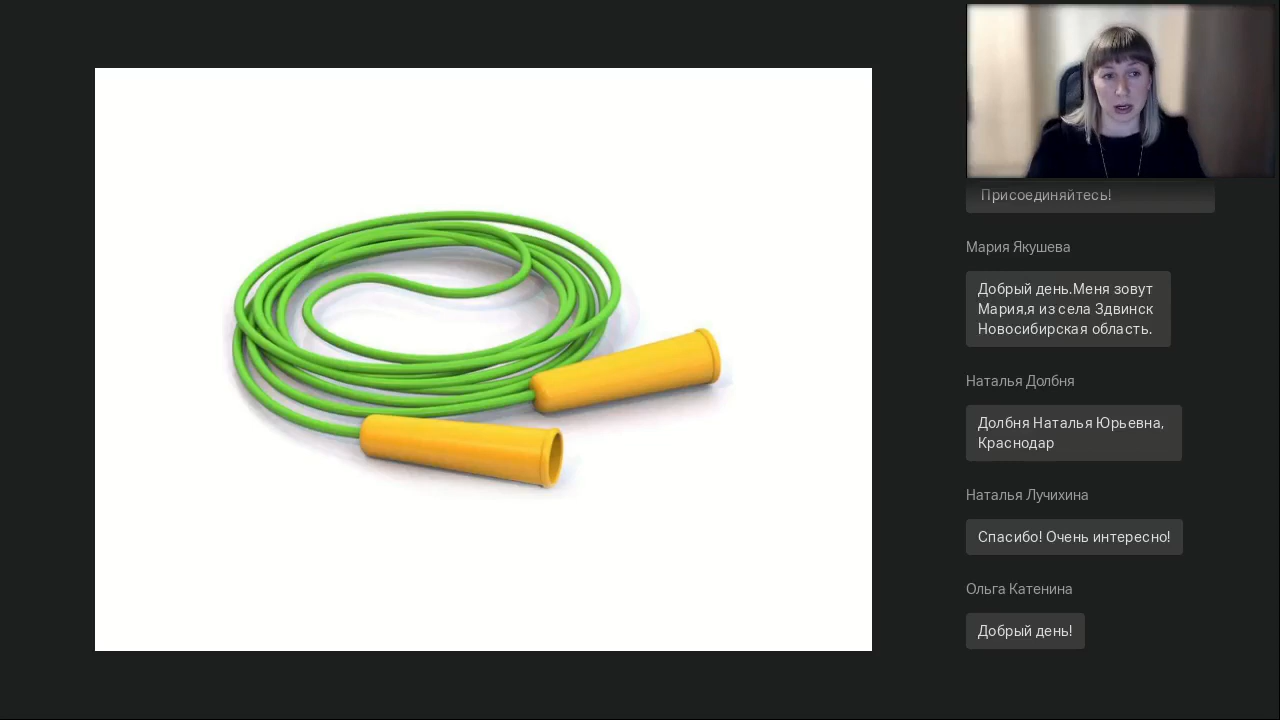 Присоединяйтесь!
Мария Якушева
Добрый день.Меня зовут
Мария,я из села Здвинск
Новосибирская область.
Наталья Долбня
Долбня Наталья Юрьевна,
Краснодар
Наталья Лучихина
Спасибо! Очень интересно!
Ольга Катенина
Добрый день!